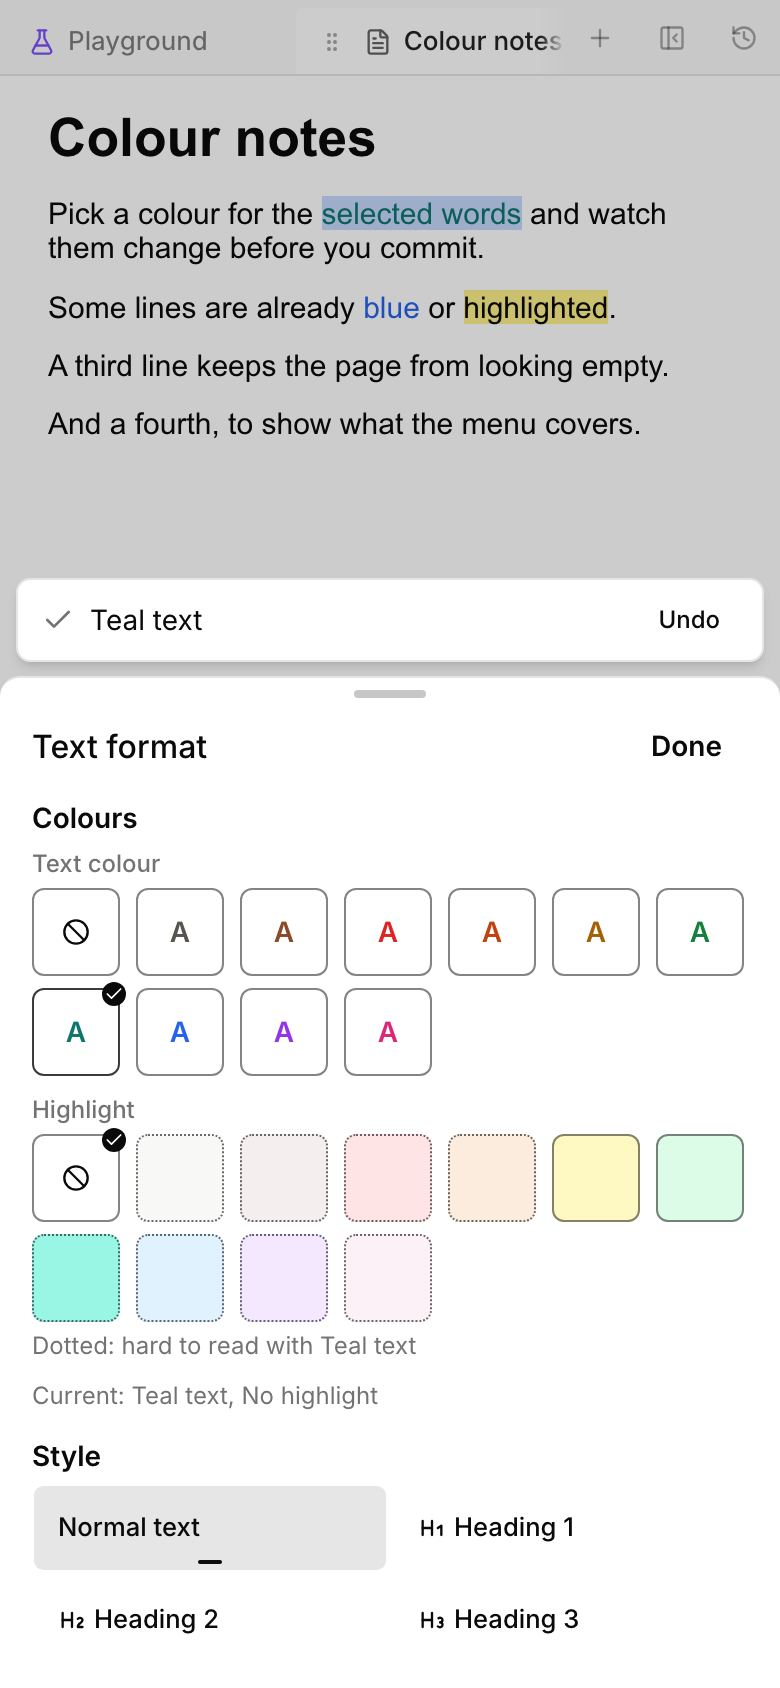 Playground
Colour notes
Colour notes
Pick a colour for the selected words and watch
them change before you commit.
Some lines are already blue or highlighted.
A third line keeps the page from looking empty.
And a fourth, to show what the menu covers.
Teal text
Undo
Text format
Done
Colours
Text colour
A A A A A A
A A A A
Highlight
Dotted: hard to read with Teal text
Current: Teal text, No highlight
Style
Normal text
H1 Heading 1
H2 Heading 2
H3 Heading 3